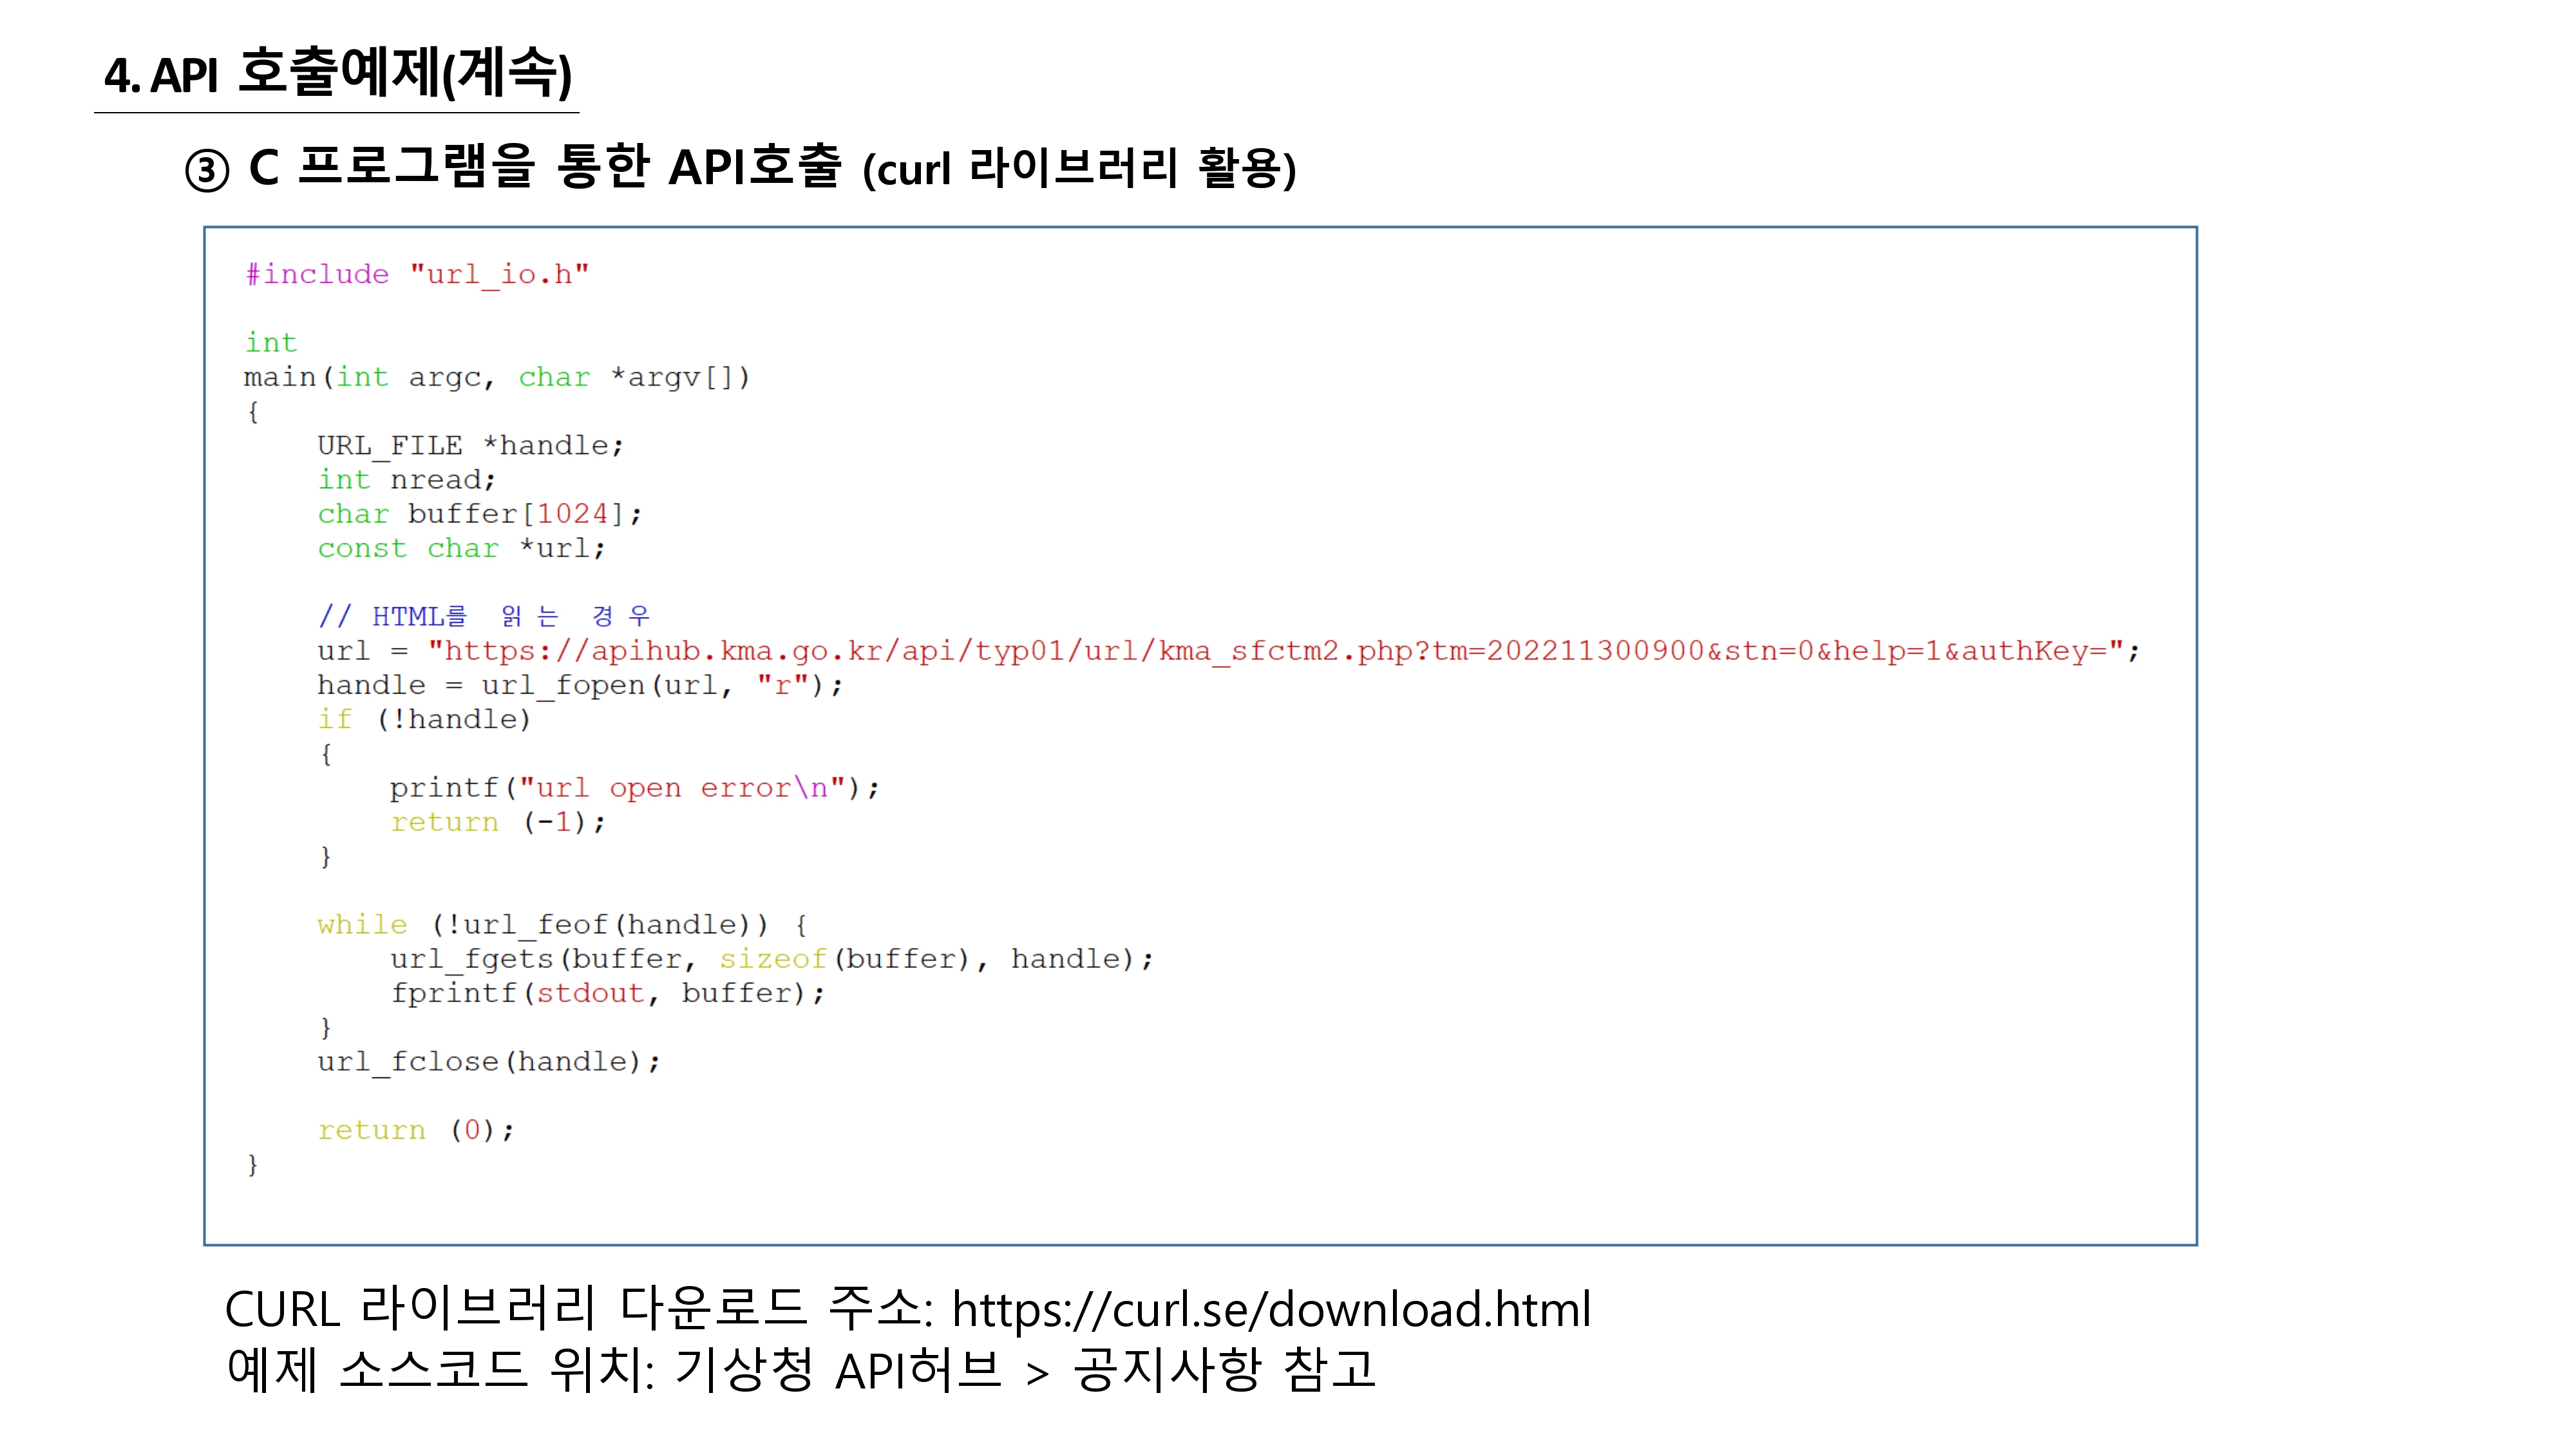 4. API 호출예제(계속)
③ C 프로그램을 통한 API호출 (curl 라이브러리 활용)
#include "url_io.h"
int
main(int argc, char *argv[])
{
    URL_FILE *handle;
    int nread;
    char buffer[1024];
    const char *url;
    // HTML를 읽는 경우
    url = "https://apihub.kma.go.kr/api/typ01/url/kma_sfctm2.php?tm=202211300900&stn=0&help=1&authKey=";
    handle = url_fopen(url, "r");
    if (!handle)
    {
        printf("url open error\n");
        return (-1);
    }
    while (!url_feof(handle)) {
        url_fgets(buffer, sizeof(buffer), handle);
        fprintf(stdout, buffer);
    }
    url_fclose(handle);
    return (0);
}
CURL 라이브러리 다운로드 주소: https://curl.se/download.html
예제 소스코드 위치: 기상청 API허브 > 공지사항 참고